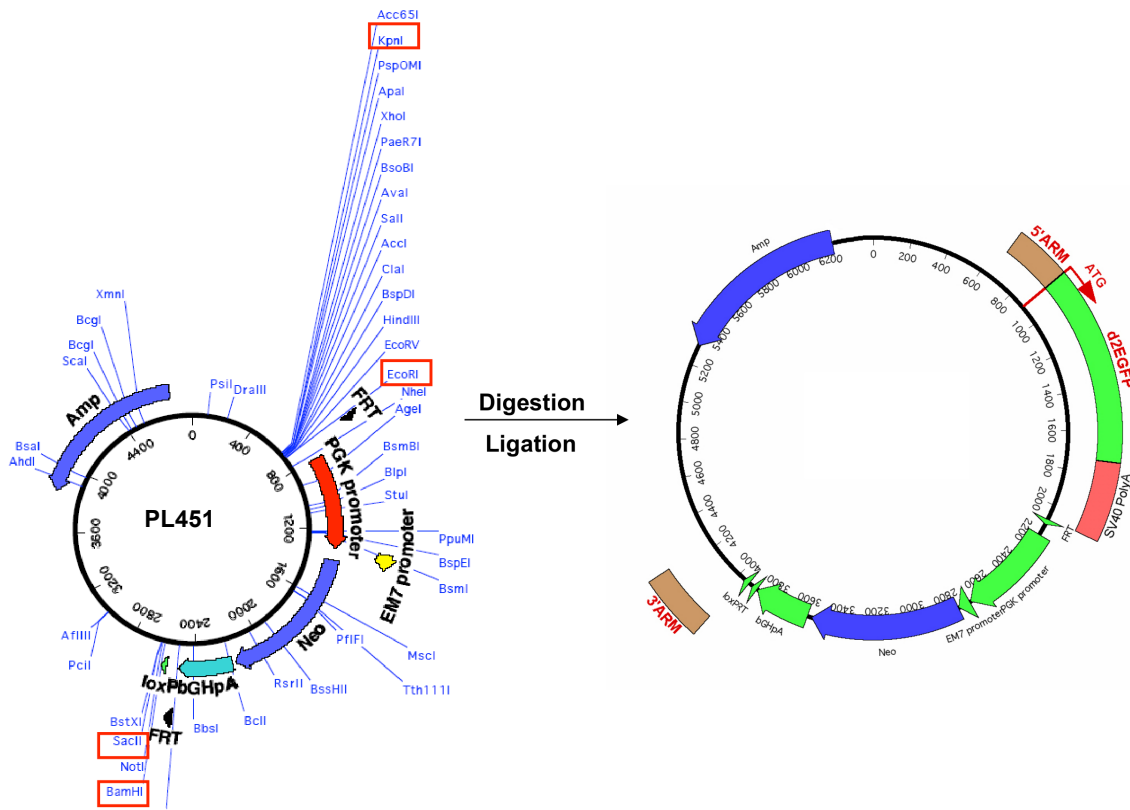 Acc65I
KpnI
PspOMI
ApaI
XhoI
PaeR7I
BsoBI
AvaI
SalI
AccI
ClaI
BspDI
HindIII
EcoRV
EcoRI
NheI
AgeI
BsmBI
BlpI
StuI
PpuMI
BspEI
BsmI
FRT
PGK promoter
EM7 promoter
XmnI
BcgI
BcgI
ScaI
Amp
PsiI
DraIII
BsaI
AhdI
PL451
0
400
800
1200
1600
2000
2400
2800
3200
3600
4000
4400
Neo
PflFI
MscI
Tth111I
BssHII
RsrII
BclI
BbsI
bGHpA
loxP
FRT
AflIII
PciI
BstXI
SacII
NotI
BamHI
Digestion
Ligation
Amp
0
200
400
600
800
1000
1200
1400
1600
1800
2000
2200
2400
2600
2800
3000
3200
3400
3600
3800
4000
4200
4400
4600
4800
5000
5200
5400
5600
5800
6000
6200
5'ARM
ATG
d2EGFP
SV40 PolyA
FRT
PGK promoter
EM7 promoter
Neo
bGHpA
3'ARM